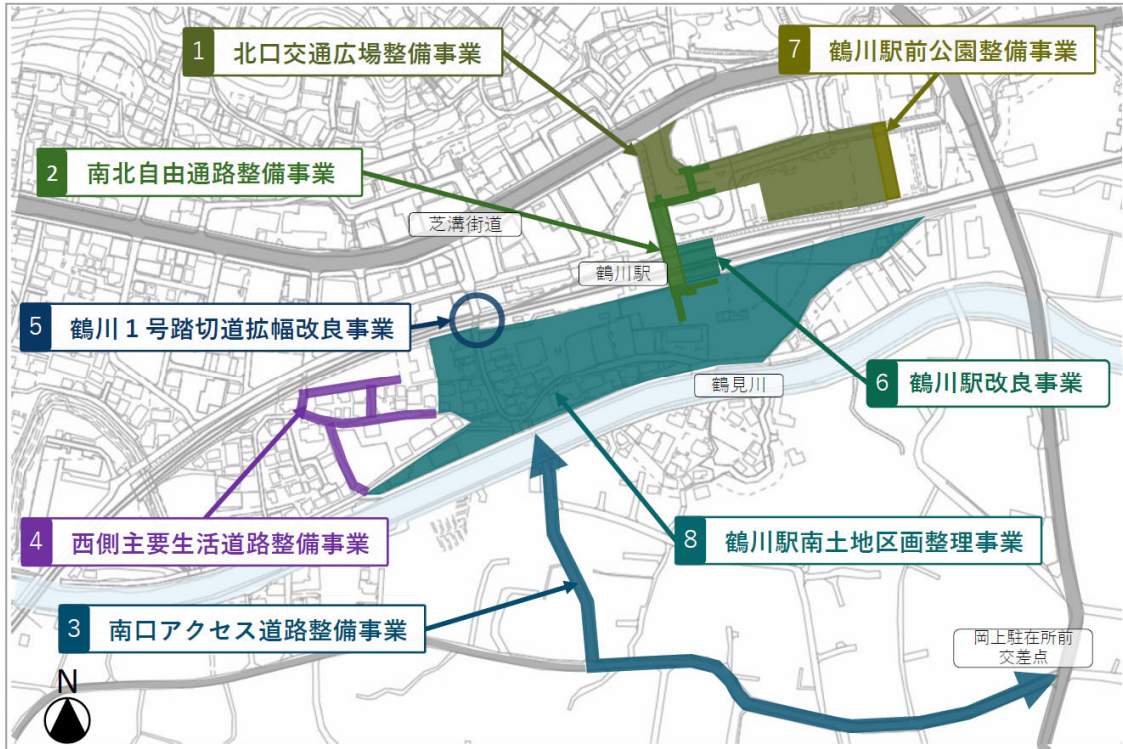 1 北口交通広場整備事業
7 鶴川駅前公園整備事業
2 南北自由通路整備事業
芝溝街道
鶴川駅
5 鶴川１号踏切道拡幅改良事業
6 鶴川駅改良事業
鶴見川
4 西側主要生活道路整備事業
8 鶴川駅南土地区画整理事業
3 南口アクセス道路整備事業
岡上駐在所前
交差点
N